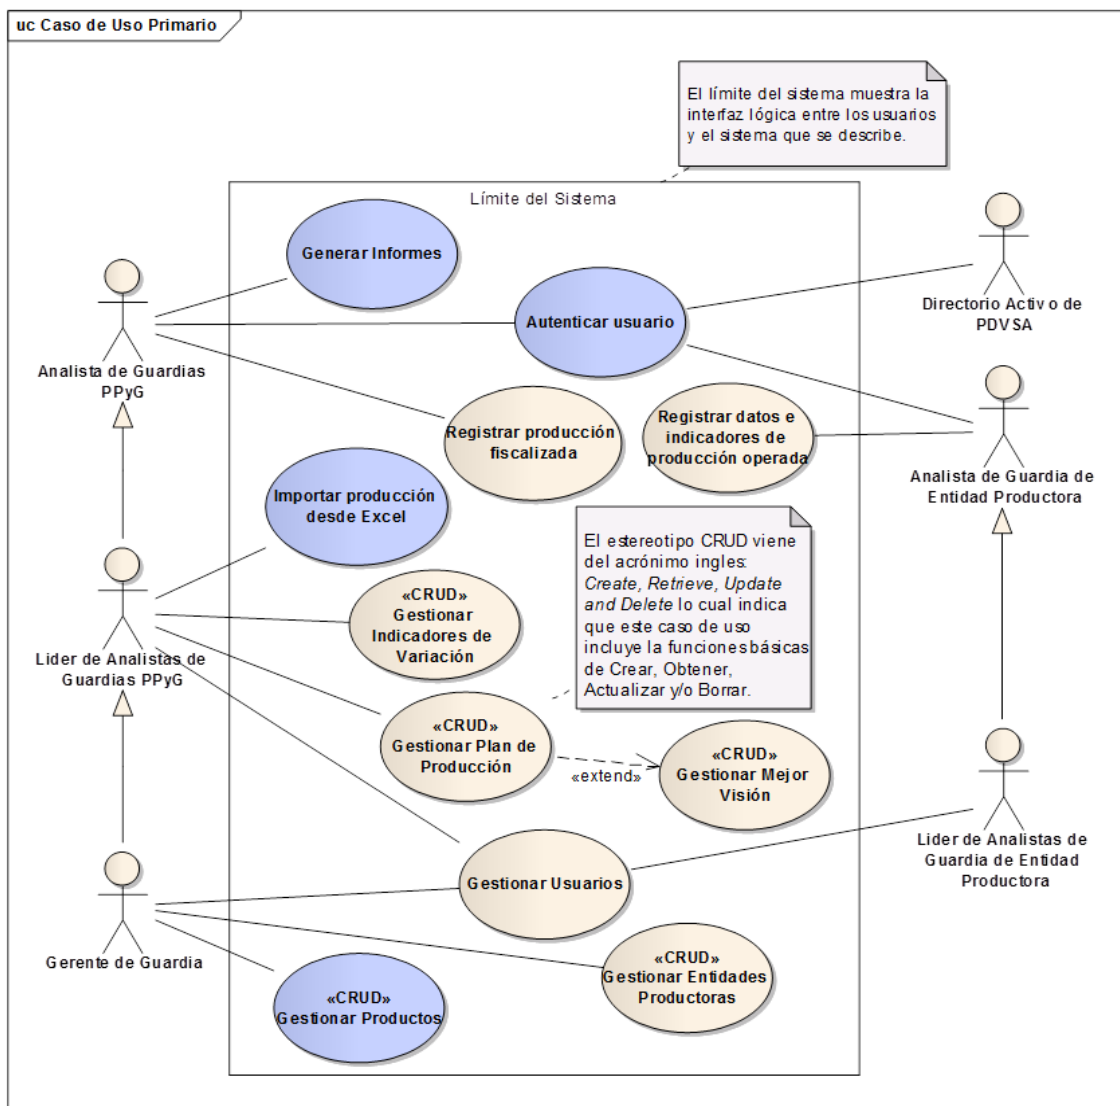 uc Caso de Uso Primario
El límite del sistema muestra la
interfaz lógica entre los usuarios
y el sistema que se describe.
Límite del Sistema
Generar Informes
Autenticar usuario
Directorio Activo de
PDVSA
Analista de Guardias
PPyG
Registrar producción
fiscalizada
Registrar datos e
indicadores de
producción operada
Analista de Guardia de
Entidad Productora
Importar producción
desde Excel
El estereotipo CRUD viene
del acrónimo ingles:
Create, Retrieve, Update
and Delete lo cual indica
que este caso de uso
incluye la funciones básicas
de Crear, Obtener,
Actualizar y/o Borrar.
«CRUD»
Gestionar
Indicadores de
Variación
Lider de Analistas de
Guardias PPyG
«CRUD»
Gestionar Plan de
Producción
«extend»
«CRUD»
Gestionar Mejor
Visión
Lider de Analistas de
Guardia de Entidad
Productora
Gestionar Usuarios
Gerente de Guardia
«CRUD»
Gestionar Entidades
Productoras
«CRUD»
Gestionar Productos